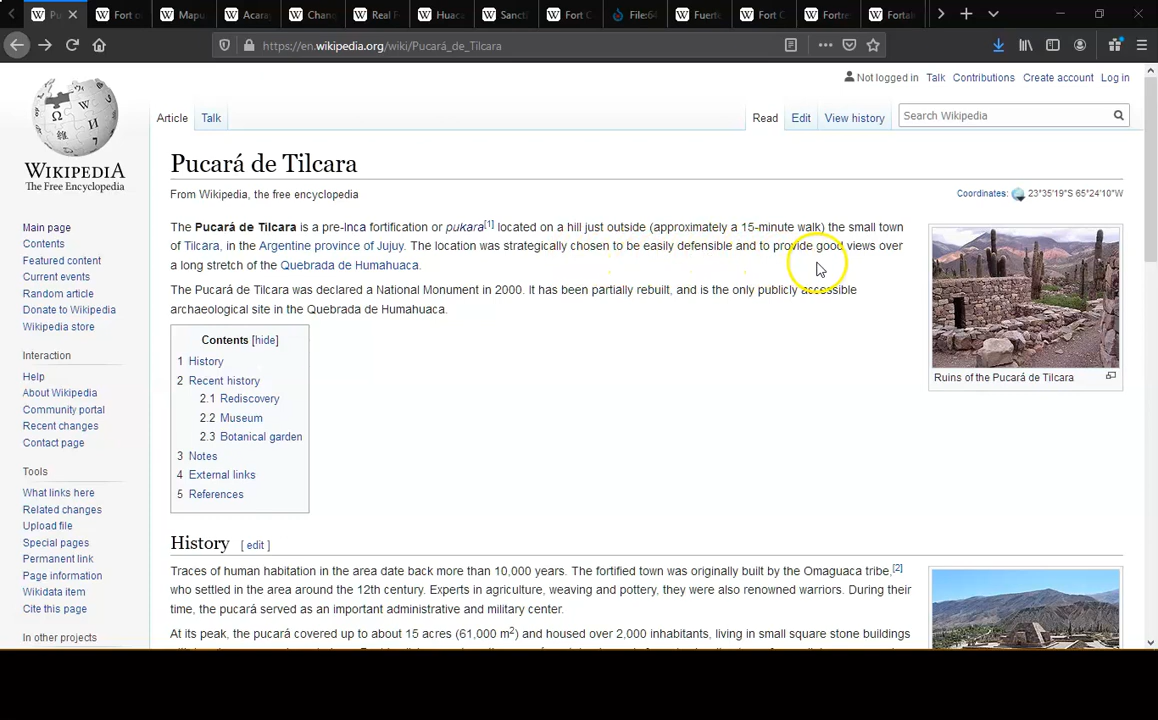 Pu
Fort o
Mapu
Acara
Chan
Real F
Huaca
Sancti
Fort C
File:64
Fuerte
Fort C
Fortre
Fortal
https://en.wikipedia.org/wiki/Pucará_de_Tilcara
Not logged in Talk Contributions Create account Log in
Article Talk
Read Edit View history
Search Wikipedia
WIKIPEDIA
The Free Encyclopedia
Main page
Contents
Featured content
Current events
Random article
Donate to Wikipedia
Wikipedia store
Interaction
Help
About Wikipedia
Community portal
Recent changes
Contact page
Tools
What links here
Related changes
Upload file
Special pages
Permanent link
Page information
Wikidata item
Cite this page
In other projects
Pucará de Tilcara
From Wikipedia, the free encyclopedia
Coordinates: 23°35′19″S 65°24′10″W
The Pucará de Tilcara is a pre-Inca fortification or pukara[1] located on a hill just outside (approximately a 15-minute walk) the small town
of Tilcara, in the Argentine province of Jujuy. The location was strategically chosen to be easily defensible and to provide good views over
a long stretch of the Quebrada de Humahuaca.
The Pucará de Tilcara was declared a National Monument in 2000. It has been partially rebuilt, and is the only publicly accessible
archaeological site in the Quebrada de Humahuaca.
Ruins of the Pucará de Tilcara
Contents [hide]
1 History
2 Recent history
2.1 Rediscovery
2.2 Museum
2.3 Botanical garden
3 Notes
4 External links
5 References
History [ edit ]
Traces of human habitation in the area date back more than 10,000 years. The fortified town was originally built by the Omaguaca tribe,[2]
who settled in the area around the 12th century. Experts in agriculture, weaving and pottery, they were also renowned warriors. During their
time, the pucará served as an important administrative and military center.
At its peak, the pucará covered up to about 15 acres (61,000 m2) and housed over 2,000 inhabitants, living in small square stone buildings